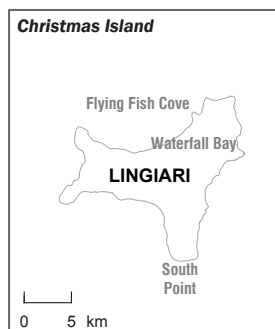 Christmas Island
Flying Fish Cove
Waterfall Bay
LINGIARI
South
Point
0 5 km